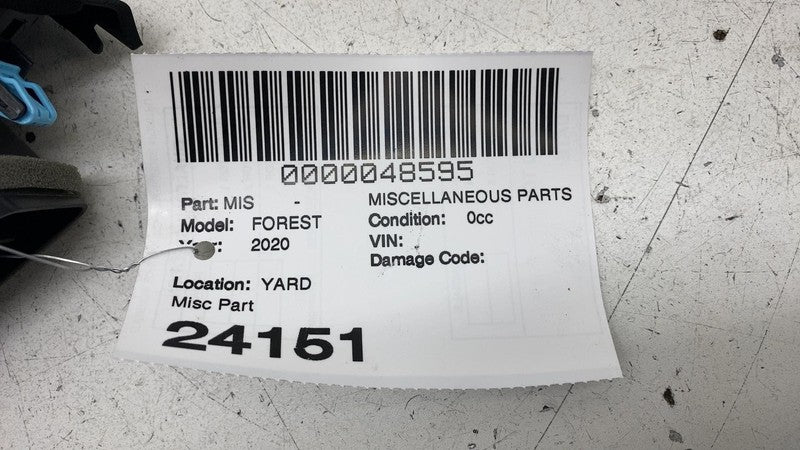 0000048595
Part: MIS - MISCELLANEOUS PARTS
Model: FOREST Condition: 0cc
2020 VIN:
Damage Code:
Location: YARD
Misc Part
24151